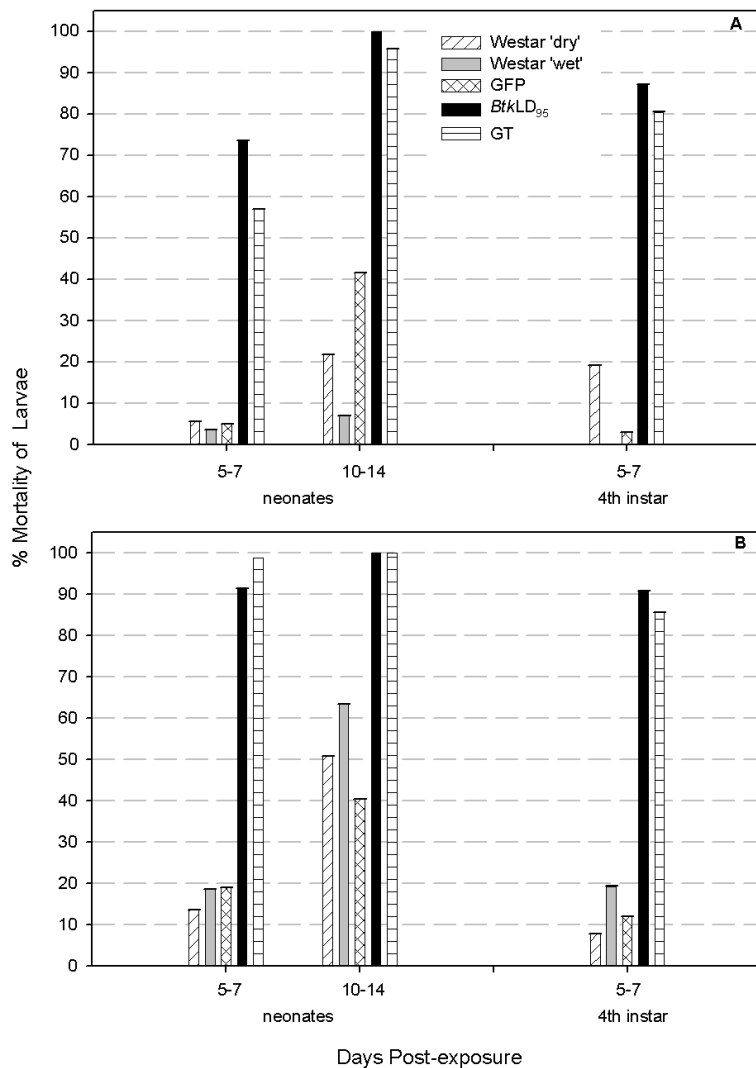 A
100
90
80
70
60
50
40
30
20
10
0
Westar 'dry'
Westar 'wet'
GFP
BtkLD95
GT
5-7
10-14
5-7
neonates
4th instar
% Mortality of Larvae
B
100
90
80
70
60
50
40
30
20
10
0
5-7
10-14
5-7
neonates
4th instar
Days Post-exposure